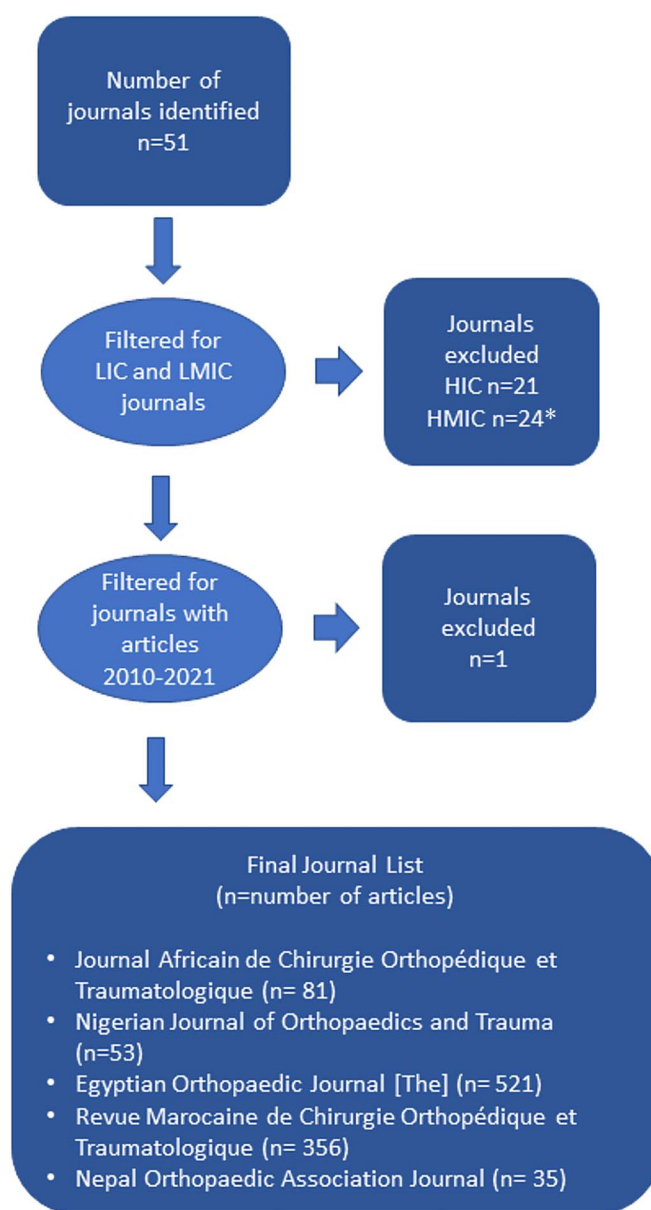 Number of
journals identified
n=51
Filtered for
LIC and LMIC
journals
Journals
excluded
HIC n=21
HMIC n=24*
Filtered for
journals with
articles
2010-2021
Journals
excluded
n=1
Final Journal List
(n=number of articles)
• Journal Africain de Chirurgie Orthopédique et
Traumatologique (n= 81)
• Nigerian Journal of Orthopaedics and Trauma
(n=53)
• Egyptian Orthopaedic Journal [The] (n= 521)
• Revue Marocaine de Chirurgie Orthopédique et
Traumatologique (n= 356)
• Nepal Orthopaedic Association Journal (n= 35)